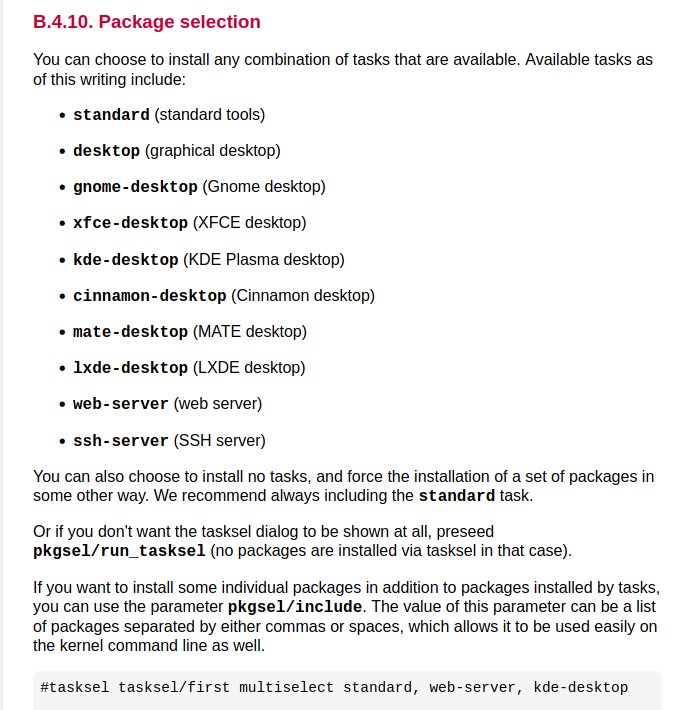 B.4.10. Package selection
You can choose to install any combination of tasks that are available. Available tasks as
of this writing include:
• standard (standard tools)
• desktop (graphical desktop)
• gnome-desktop (Gnome desktop)
• xfce-desktop (XFCE desktop)
• kde-desktop (KDE Plasma desktop)
• cinnamon-desktop (Cinnamon desktop)
• mate-desktop (MATE desktop)
• lxde-desktop (LXDE desktop)
• web-server (web server)
• ssh-server (SSH server)
You can also choose to install no tasks, and force the installation of a set of packages in
some other way. We recommend always including the standard task.
Or if you don't want the tasksel dialog to be shown at all, preseed
pkgsel/run_tasksel (no packages are installed via tasksel in that case).
If you want to install some individual packages in addition to packages installed by tasks,
you can use the parameter pkgsel/include. The value of this parameter can be a list
of packages separated by either commas or spaces, which allows it to be used easily on
the kernel command line as well.
#tasksel tasksel/first multiselect standard, web-server, kde-desktop